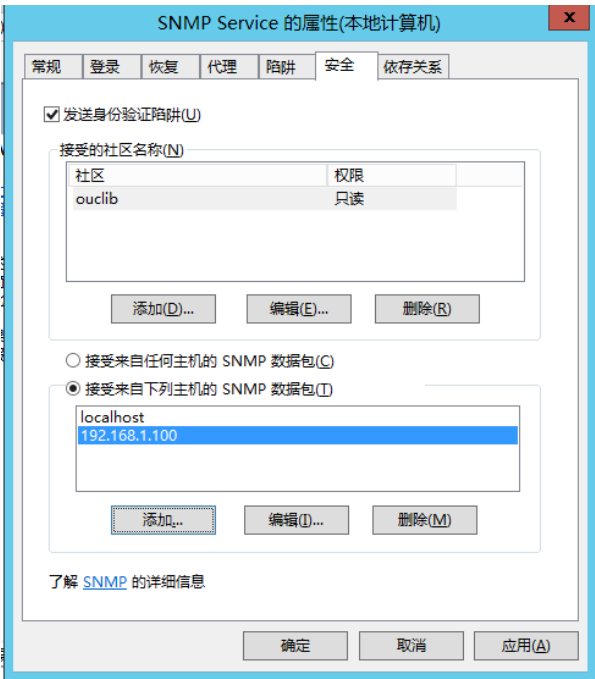 SNMP Service 的属性(本地计算机)
x
常规 登录 恢复 代理 陷阱 安全 依存关系
发送身份验证陷阱(U)
接受的社区名称(N)
社区 权限
ouclib 只读
添加(D)... 编辑(E)... 删除(R)
接受来自任何主机的 SNMP 数据包(C)
接受来自下列主机的 SNMP 数据包(T)
localhost
192.168.1.100
添加... 编辑(I)... 删除(M)
了解 SNMP 的详细信息
确定 取消 应用(A)